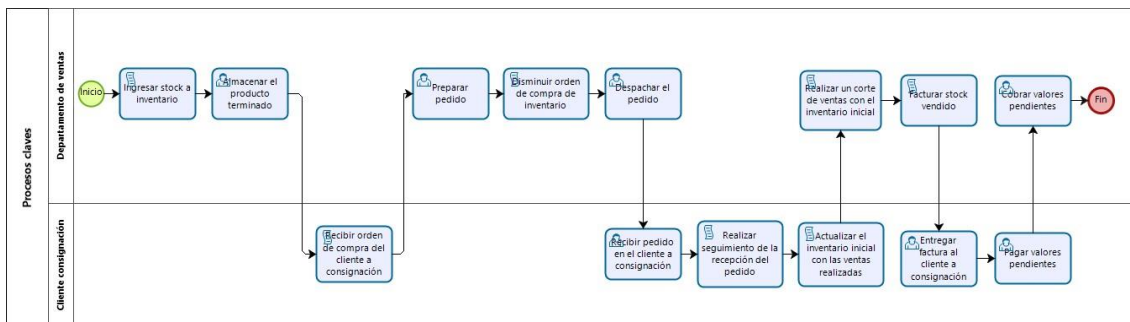 Procesos claves
Departamento de ventas
Inicio
Ingresar stock a
inventario
Almacenar el
producto
terminado
Preparar
pedido
Disminuir orden
de compra de
inventario
Despachar el
pedido
Realizar un corte
de ventas con el
inventario inicial
Facturar stock
vendido
Cobrar valores
pendientes
Fin
Cliente consignación
Recibir orden
de compra del
cliente a
consignación
Recibir pedido
en el cliente a
consignación
Realizar
seguimiento de la
recepción del
pedido
Actualizar el
inventario inicial
con las ventas
realizadas
Entregar
factura al
cliente a
consignación
Pagar valores
pendientes